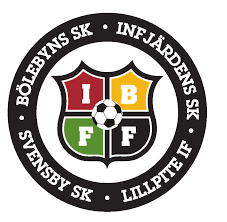 BÖLEBYNS SK
INFJÄRDENS SK
SVENSBY SK
LILLPITE IF
I B
F F